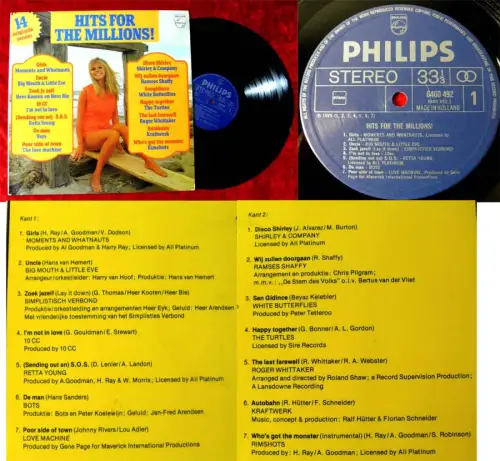 14
originele versies
HITS FOR
THE MILLIONS!
PHILIPS
Girls
Moments and Whatnauts
Uncle
Big Mouth & Little Eve
Zoek je zelf
10 CC
I'm not in love
(Sending out an) S.O.S.
Retta Young
De man
Bots
Poor side of town
The love machine
Disco Shirley
Shirley & Company
Wij zullen doorgaan
Ramses Shaffy
White Butterflies
Happy together
The Turtles
The last farewell
Roger Whittaker
Autobahn
Kraftwerk
Who's got the monster
Rimshots
PHILIPS
STEREO 33⅓
6460 492
MADE IN HOLLAND
1
HITS FOR THE MILLIONS!
Kant 1:
1. Girls (H. Ray/A. Goodman/V. Dodson)
MOMENTS AND WHATNAUTS
Produced by Al Goodman & Harry Ray; Licensed by All Platinum
2. Uncle (Hans van Hemert)
BIG MOUTH & LITTLE EVE
Arrangeur/orkestleider: Harry van Hoof; Produktie: Hans van Hemert
3. Zoek jezelf (Lay it down) (G. Thomas/Heer Kooten/Heer Bie)
SIMPLISTISCH VERBOND
Produktie/orkestleiding en arrangementen Heer Eyk; Geluid: Heer Arendsen
Met vriendelijke toestemming van het Simplisties Verbond
4. I'm not in love (G. Gouldman/E. Stewart)
10 CC
Produced by 10 CC
5. (Sending out an) S.O.S. (D. Lenier/A. Landon)
RETTA YOUNG
Produced by A.Goodman, H. Ray & W. Morris; Licensed by All Platinum
6. De man (Hans Sanders)
BOTS
Produktie: Bots en Peter Koelewijn; Geluid: Jan-Fred Arendsen
7. Poor side of town (Johnny Rivers/Lou Adler)
LOVE MACHINE
Produced by Gene Page for Maverick International Productions
Kant 2:
1. Disco Shirley (J. Alvarez/M. Burton)
SHIRLEY & COMPANY
Licensed by All Platinum
2. Wij zullen doorgaan (R. Shaffy)
RAMSES SHAFFY
Arrangement en produktie: Chris Pilgram;
m.m.v.: „De Stem des Volks" o.l.v. Bertus van der Vliet
3. Sen Gidince (Beyaz Kelebler)
WHITE BUTTERFLIES
Produced by Peter Tetteroo
4. Happy together (G. Bonner/A. L. Gordon)
THE TURTLES
Licensed by Sire Records
5. The last farewell (R. Whittaker/R. A. Webster)
ROGER WHITTAKER
Arranged and directed by Roland Shaw; a Record Supervision Production;
A Lansdowne Recording
6. Autobahn (R. Hütter/F. Schneider)
KRAFTWERK
Music, concept & production: Ralf Hütter & Florian Schneider
7. Who's got the monster (instrumental) (H. Ray/A. Goodman/S. Robinson)
RIMSHOTS
Produced by: H. Ray/A. Goodman; Licensed by All Platinum